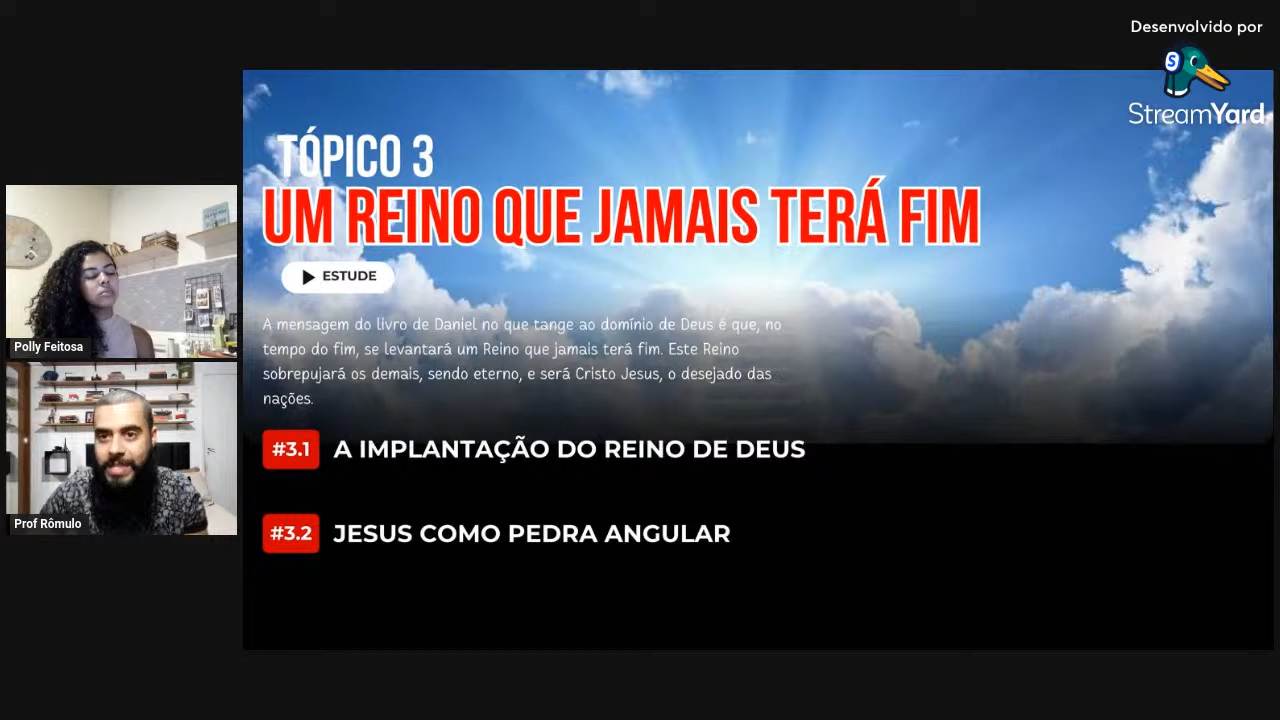 Desenvolvido por
StreamYard
TÓPICO 3
UM REINO QUE JAMAIS TERÁ FIM
ESTUDE
A mensagem do livro de Daniel no que tange ao domínio de Deus é que, no
tempo do fim, se levantará um Reino que jamais terá fim. Este Reino
sobrepujará os demais, sendo eterno, e será Cristo Jesus, o desejado das
nações.
#3.1 A IMPLANTAÇÃO DO REINO DE DEUS
#3.2 JESUS COMO PEDRA ANGULAR
Polly Feitosa
Prof Rômulo